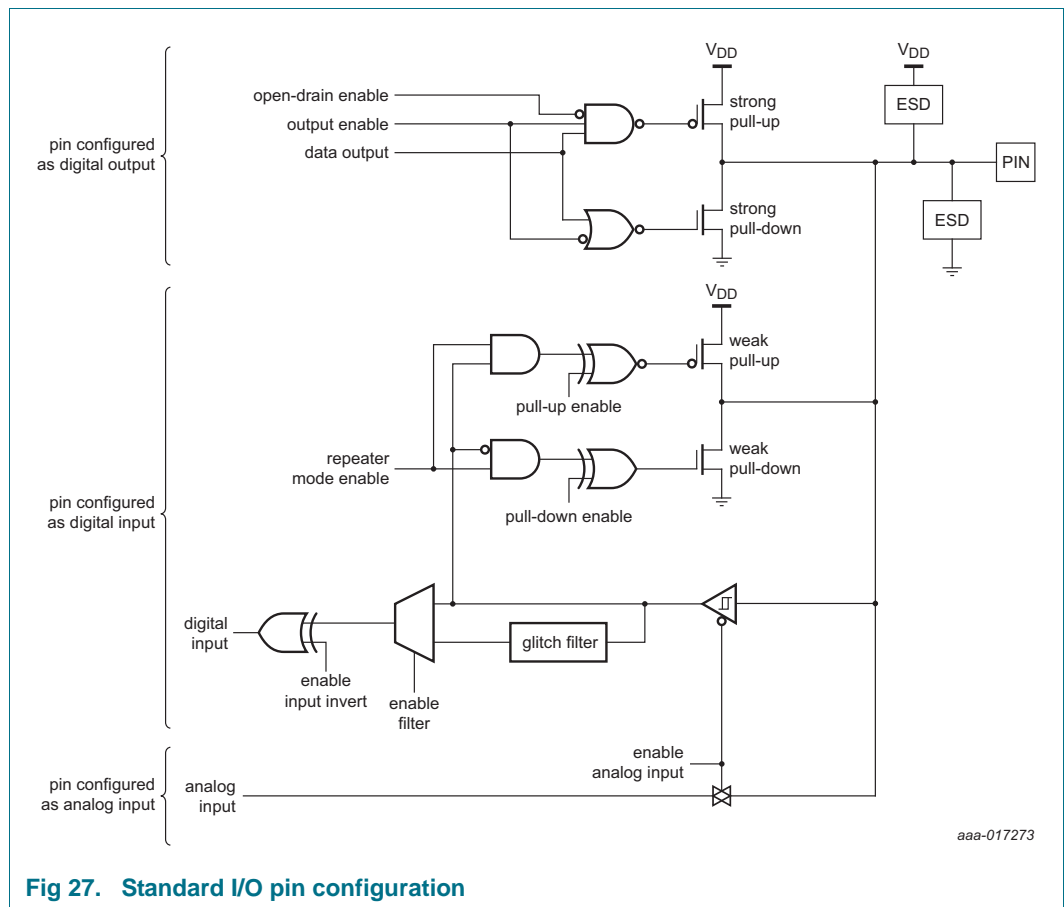 VDD
VDD
open-drain enable
strong
pull-up
ESD
output enable
pin configured
as digital output
data output
PIN
strong
pull-down
ESD
VDD
weak
pull-up
pull-up enable
repeater
mode enable
weak
pull-down
pin configured
as digital input
pull-down enable
digital
input
glitch filter
enable
input invert
enable
filter
enable
analog input
pin configured
as analog input
analog
input
aaa-017273
Fig 27. Standard I/O pin configuration